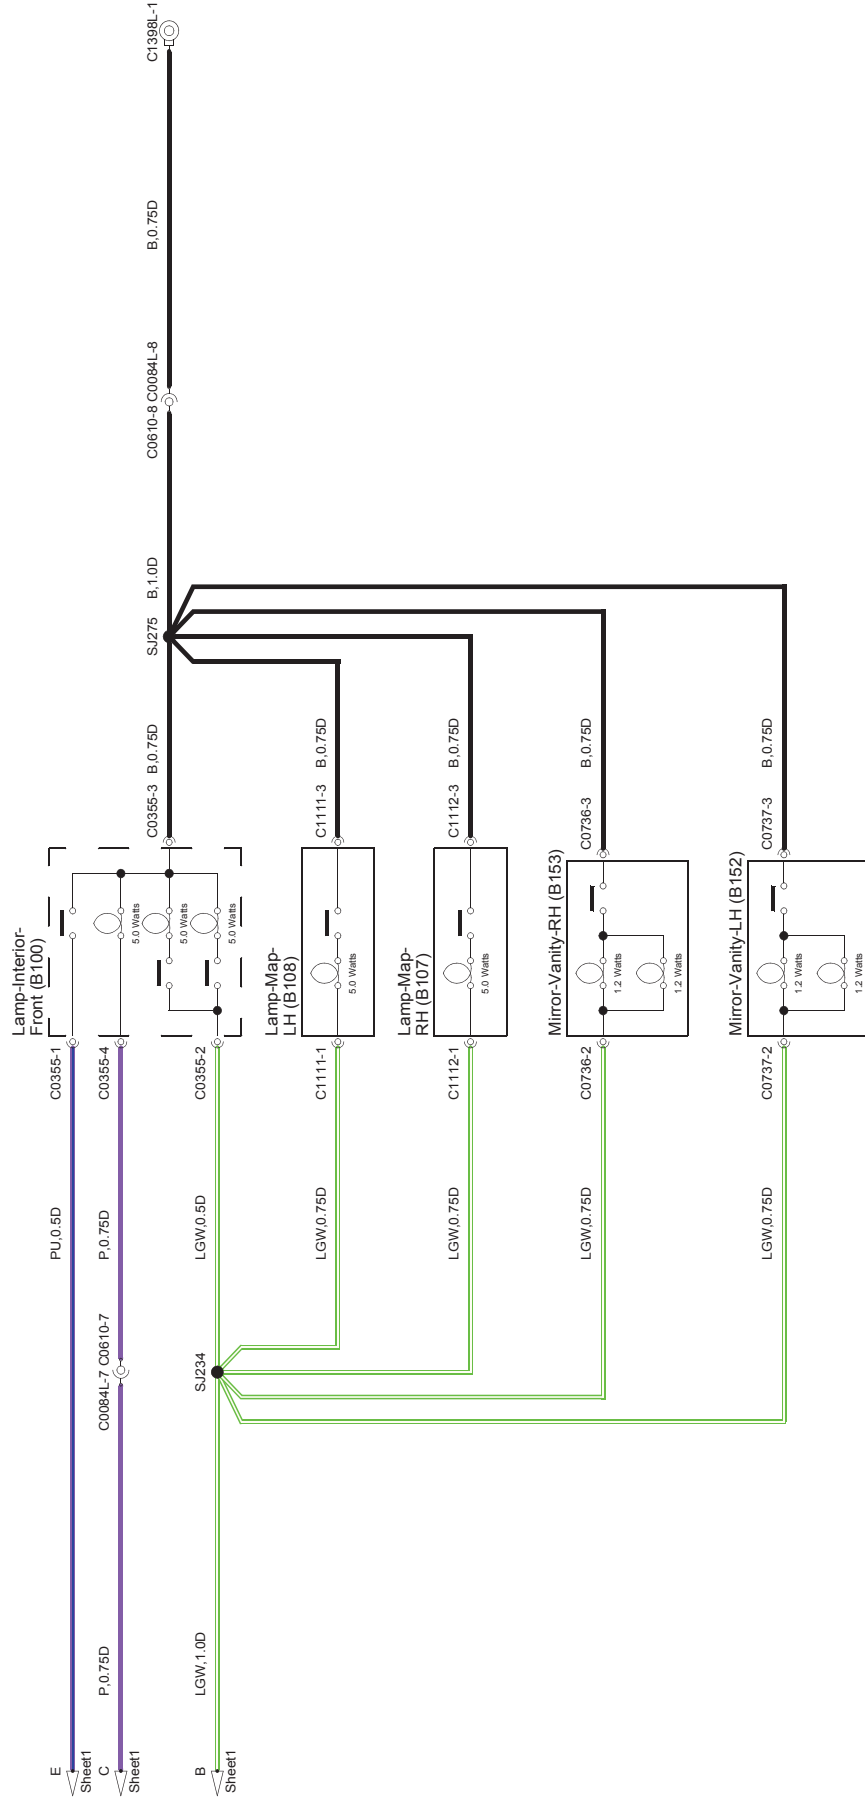 C1398L-1
B,0.75D
C0610-8 C0084L-8
B,1.0D
SJ275
C0355-3 B,0.75D
C1111-3 B,0.75D
C1112-3 B,0.75D
C0736-3 B,0.75D
C0737-3 B,0.75D
Lamp-Interior-
Front (B100)
5.0 Watts
5.0 Watts
5.0 Watts
Lamp-Map-
LH (B108)
5.0 Watts
Lamp-Map-
RH (B107)
5.0 Watts
Mirror-Vanity-RH (B153)
1.2 Watts
1.2 Watts
Mirror-Vanity-LH (B152)
1.2 Watts
1.2 Watts
C0355-1
C0355-4
C0355-2
C1111-1
C1112-1
C0736-2
C0737-2
PU,0.5D
P,0.75D
LGW,0.5D
LGW,0.75D
LGW,0.75D
LGW,0.75D
LGW,0.75D
C0084L-7 C0610-7
SJ234
P,0.75D
LGW,1.0D
E
Sheet1
C
Sheet1
B
Sheet1